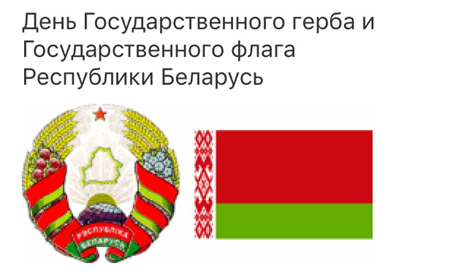 День Государственного герба и
Государственного флага
Республики Беларусь
РЭСПУБЛІКА
БЕЛАРУСЬ